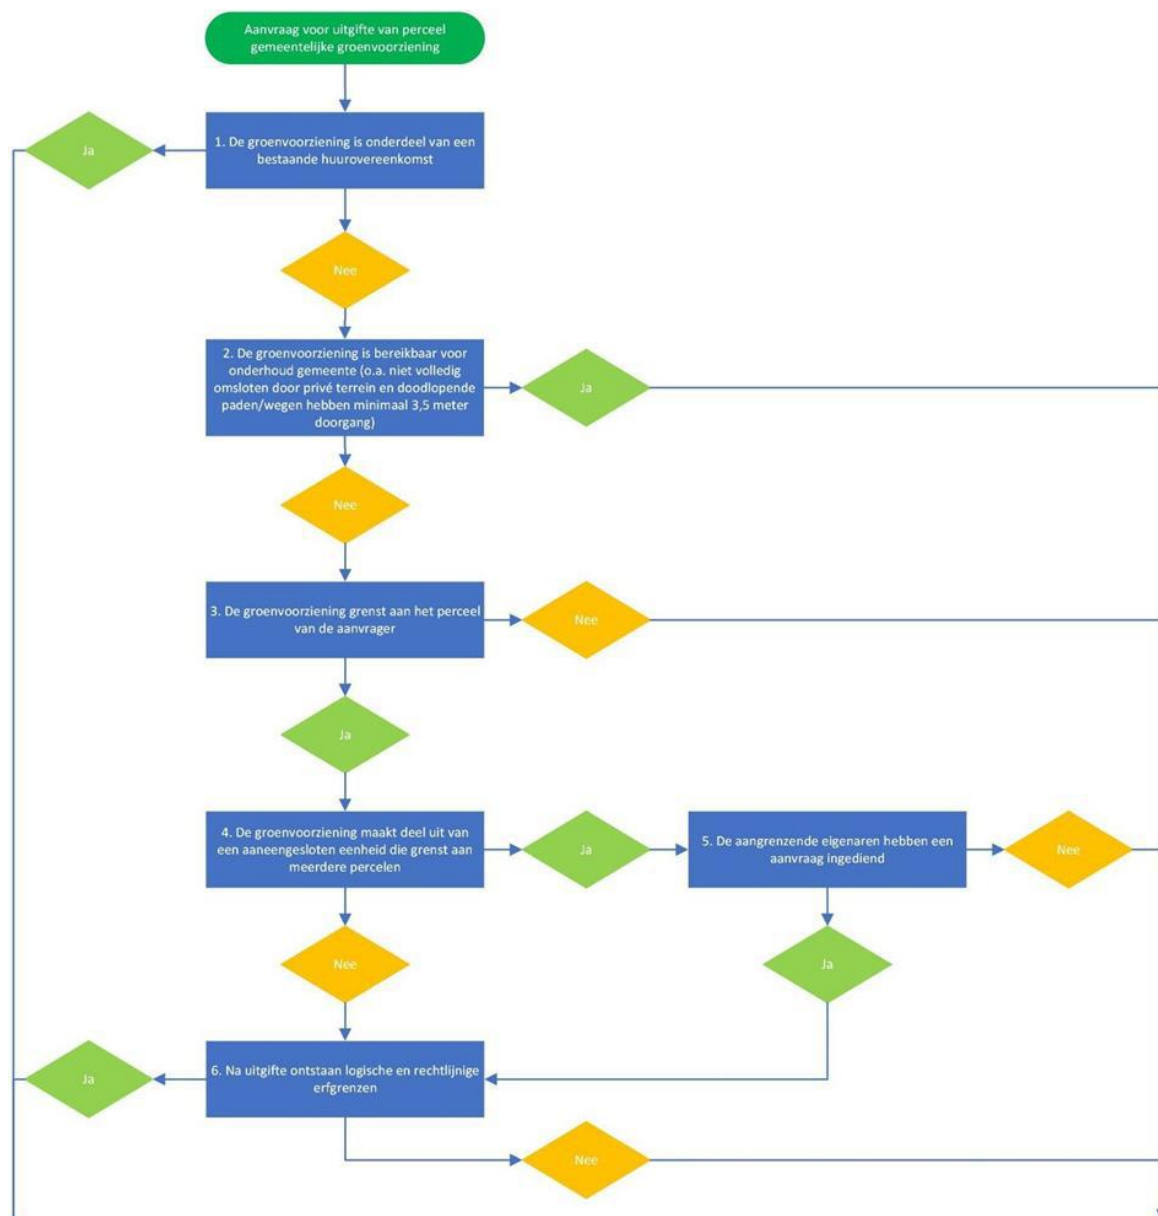 Aanvraag voor uitgifte van perceel
gemeentelijke groenvoorziening
Ja
1. De groenvoorziening is onderdeel van een
bestaande huurovereenkomst
Nee
2. De groenvoorziening is bereikbaar voor
onderhoud gemeente (o.a. niet volledig
omsloten door privé terrein en doodlopende
paden/wegen hebben minimaal 3,5 meter
doorgang)
Ja
Nee
3. De groenvoorziening grenst aan het perceel
van de aanvrager
Nee
Ja
4. De groenvoorziening maakt deel uit van
een aaneengesloten eenheid die grenst aan
meerdere percelen
Ja
5. De aangrenzende eigenaren hebben een
aanvraag ingediend
Nee
Nee
Ja
Ja
6. Na uitgifte ontstaan logische en rechtlijnige
erfgrenzen
Nee